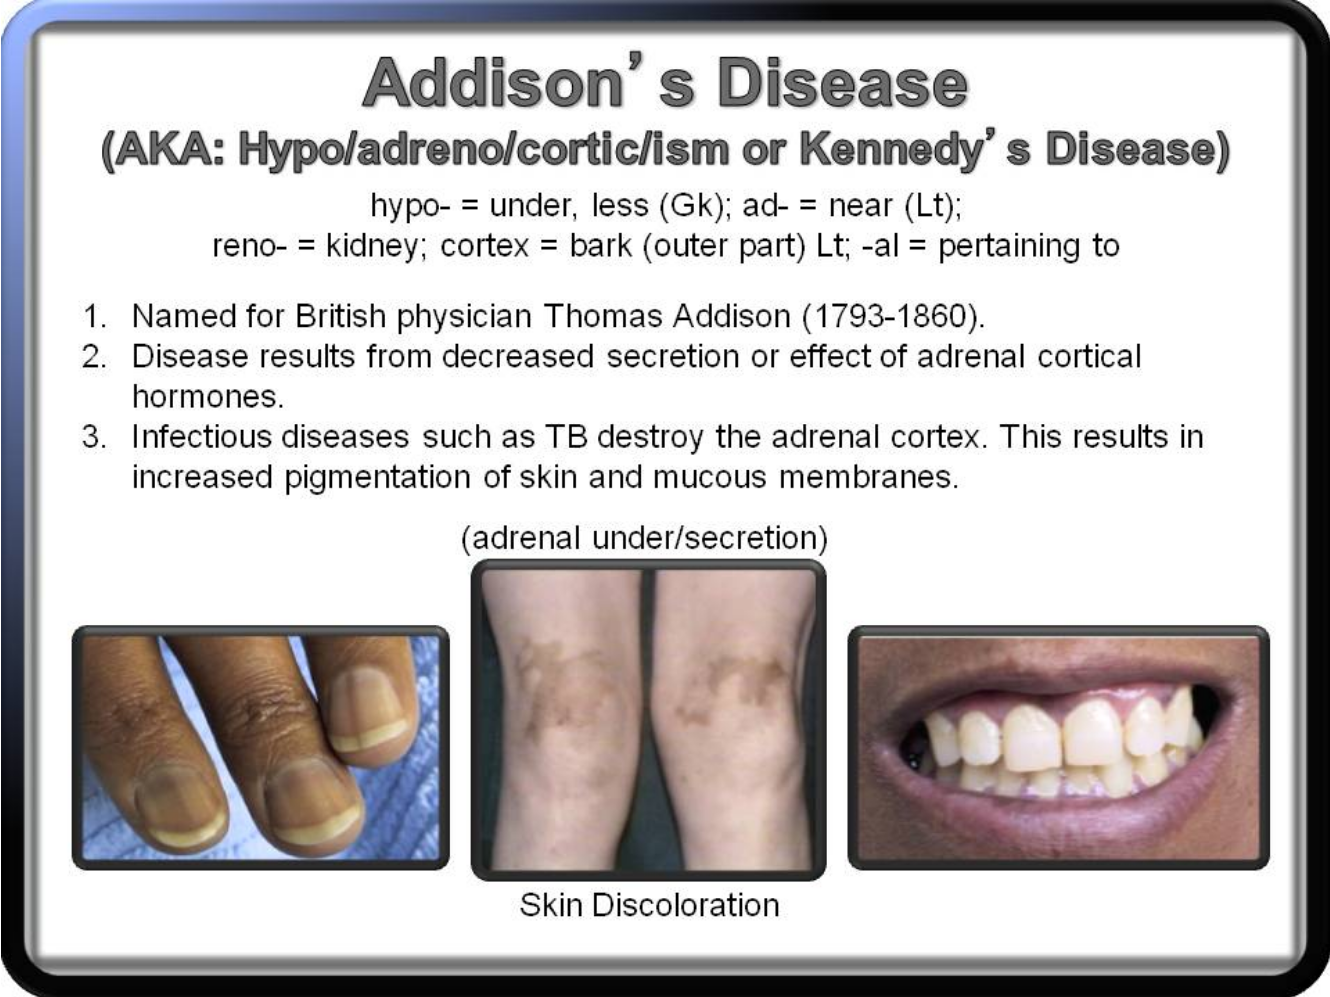 Addison’s Disease
(AKA: Hypo/adreno/cortic/ism or Kennedy’s Disease)
hypo- = under, less (Gk); ad- = near (Lt);
reno- = kidney; cortex = bark (outer part) Lt; -al = pertaining to
1. Named for British physician Thomas Addison (1793-1860).
2. Disease results from decreased secretion or effect of adrenal cortical
hormones.
3. Infectious diseases such as TB destroy the adrenal cortex. This results in
increased pigmentation of skin and mucous membranes.
(adrenal under/secretion)
Skin Discoloration